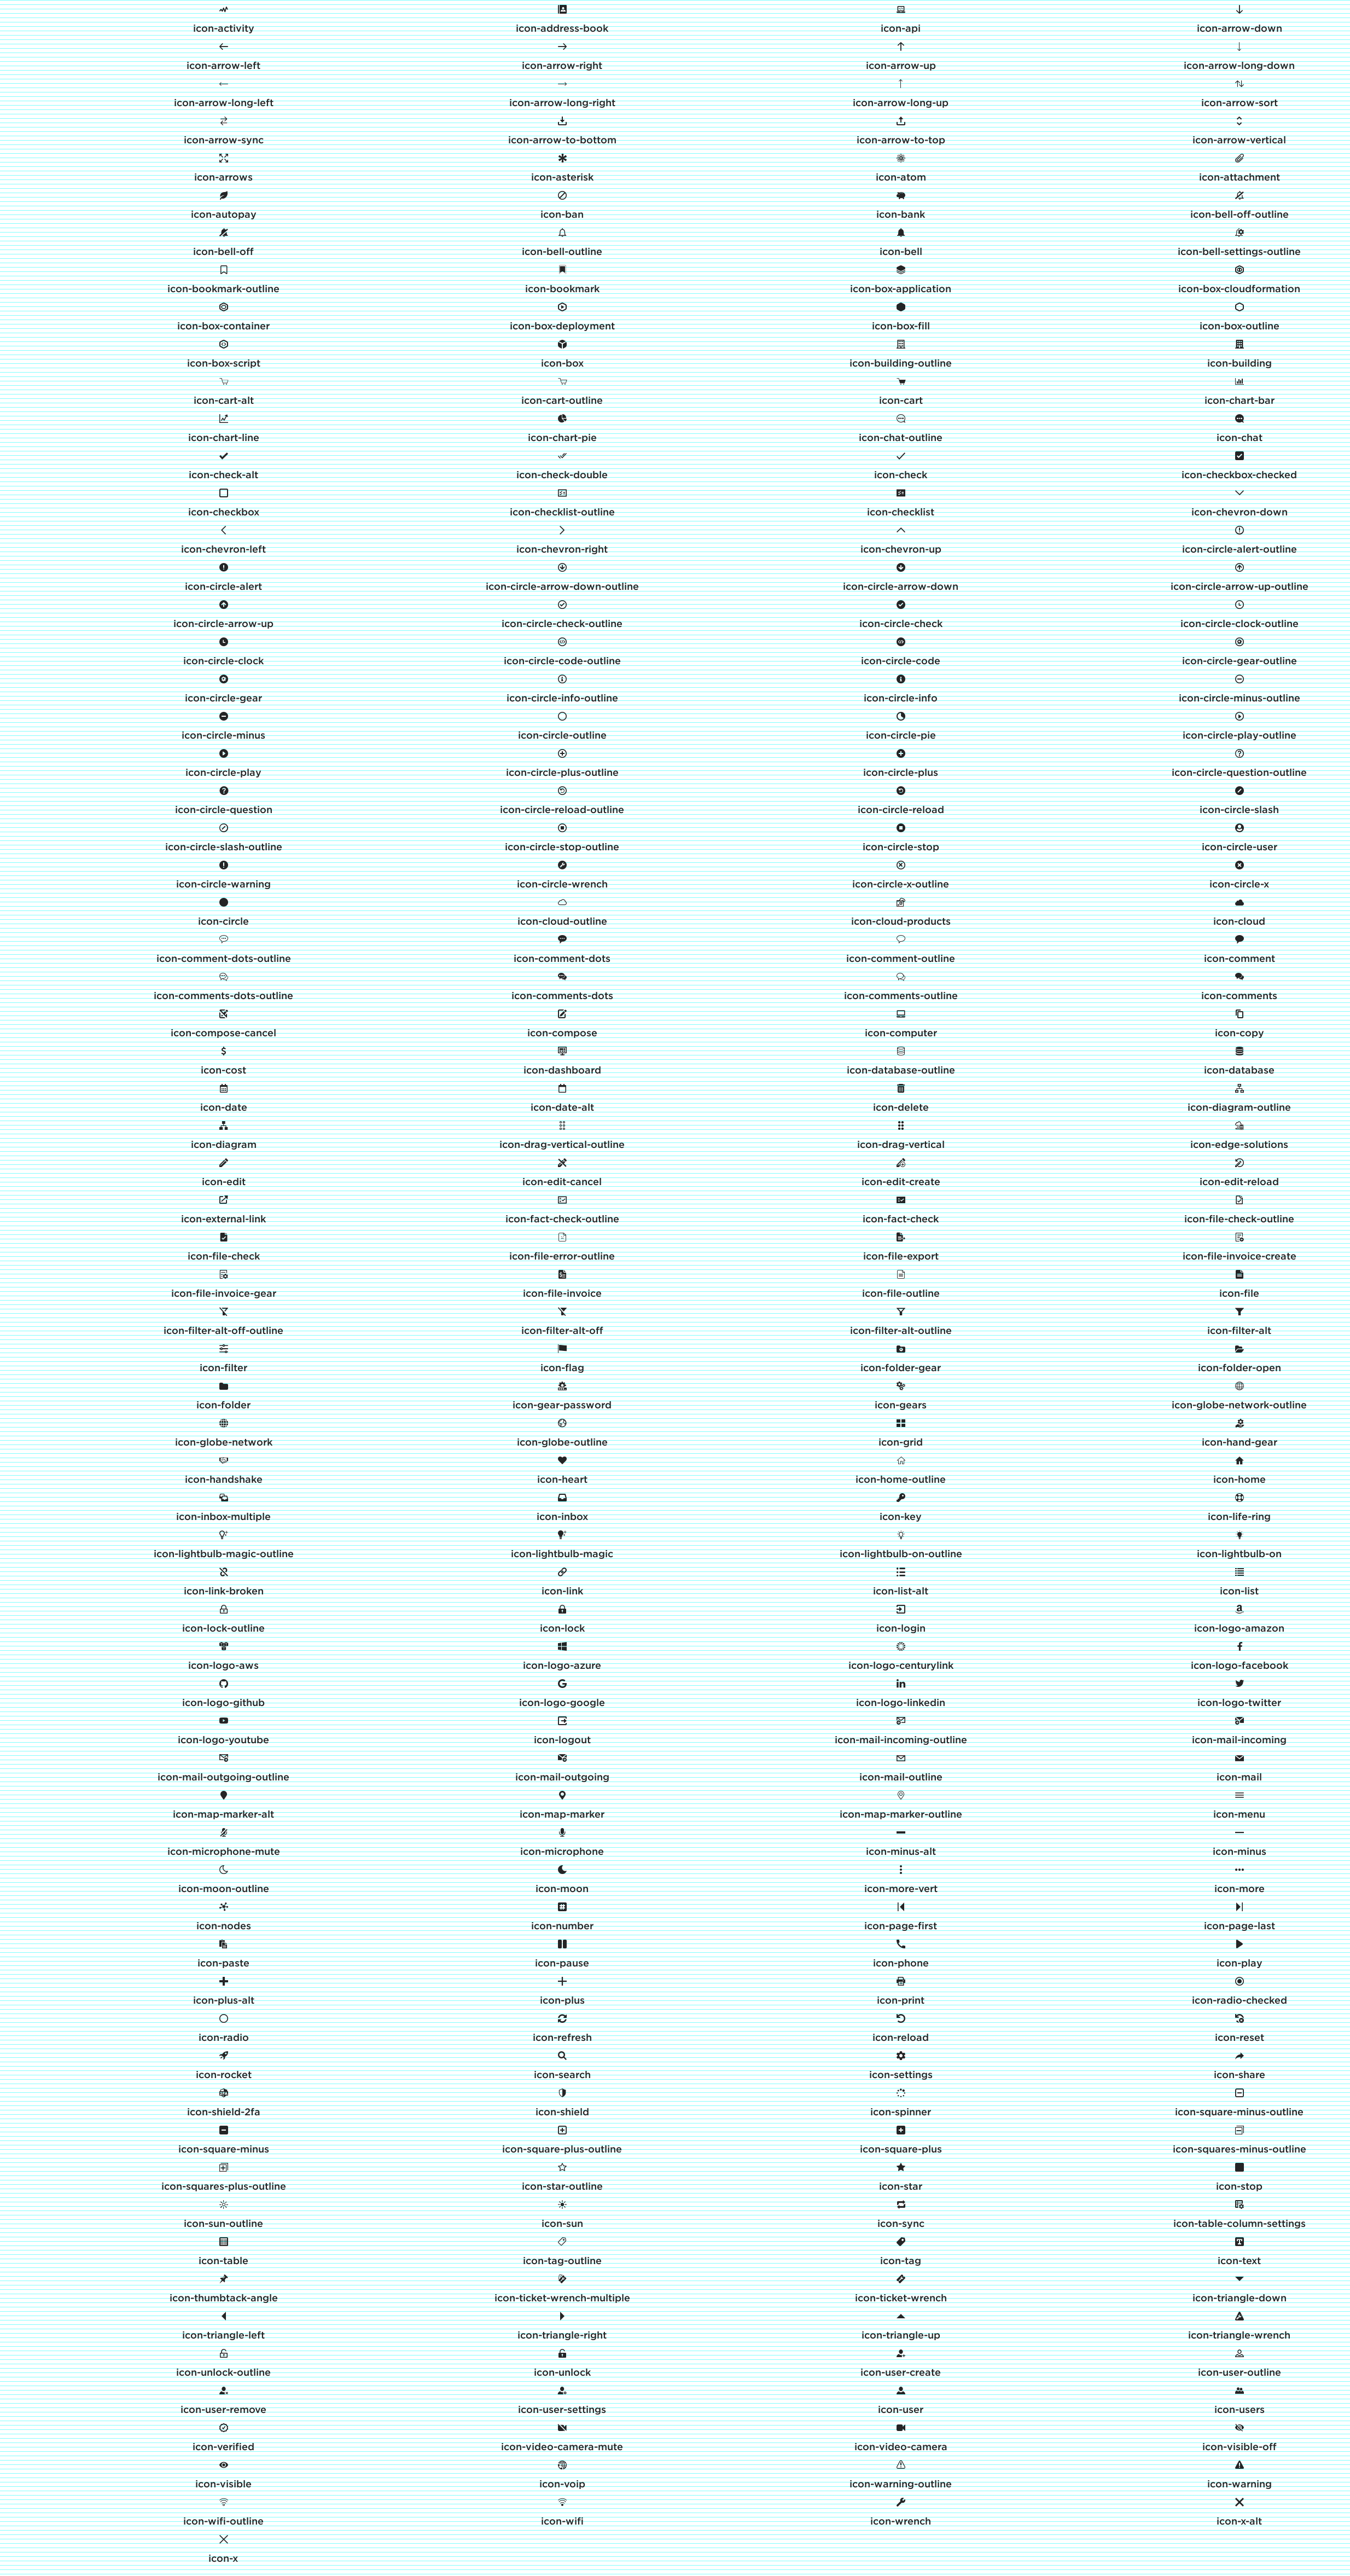 icon-activity icon-address-book icon-api icon-arrow-down
icon-arrow-left icon-arrow-right icon-arrow-up icon-arrow-long-down
icon-arrow-long-left icon-arrow-long-right icon-arrow-long-up icon-arrow-sort
icon-arrow-sync icon-arrow-to-bottom icon-arrow-to-top icon-arrow-vertical
icon-arrows icon-asterisk icon-atom icon-attachment
icon-autopay icon-ban icon-bank icon-bell-off-outline
icon-bell-off icon-bell-outline icon-bell icon-bell-settings-outline
icon-bookmark-outline icon-bookmark icon-box-application icon-box-cloudformation
icon-box-container icon-box-deployment icon-box-fill icon-box-outline
icon-box-script icon-box icon-building-outline icon-building
icon-cart-alt icon-cart-outline icon-cart icon-chart-bar
icon-chart-line icon-chart-pie icon-chat-outline icon-chat
icon-check-alt icon-check-double icon-check icon-checkbox-checked
icon-checkbox icon-checklist-outline icon-checklist icon-chevron-down
icon-chevron-left icon-chevron-right icon-chevron-up icon-circle-alert-outline
icon-circle-alert icon-circle-arrow-down-outline icon-circle-arrow-down icon-circle-arrow-up-outline
icon-circle-arrow-up icon-circle-check-outline icon-circle-check icon-circle-clock-outline
icon-circle-clock icon-circle-code-outline icon-circle-code icon-circle-gear-outline
icon-circle-gear icon-circle-info-outline icon-circle-info icon-circle-minus-outline
icon-circle-minus icon-circle-outline icon-circle-pie icon-circle-play-outline
icon-circle-play icon-circle-plus-outline icon-circle-plus icon-circle-question-outline
icon-circle-question icon-circle-reload-outline icon-circle-reload icon-circle-slash
icon-circle-slash-outline icon-circle-stop-outline icon-circle-stop icon-circle-user
icon-circle-warning icon-circle-wrench icon-circle-x-outline icon-circle-x
icon-circle icon-cloud-outline icon-cloud-products icon-cloud
icon-comment-dots-outline icon-comment-dots icon-comment-outline icon-comment
icon-comments-dots-outline icon-comments-dots icon-comments-outline icon-comments
icon-compose-cancel icon-compose icon-computer icon-copy
icon-cost icon-dashboard icon-database-outline icon-database
icon-date icon-date-alt icon-delete icon-diagram-outline
icon-diagram icon-drag-vertical-outline icon-drag-vertical icon-edge-solutions
icon-edit icon-edit-cancel icon-edit-create icon-edit-reload
icon-external-link icon-fact-check-outline icon-fact-check icon-file-check-outline
icon-file-check icon-file-error-outline icon-file-export icon-file-invoice-create
icon-file-invoice-gear icon-file-invoice icon-file-outline icon-file
icon-filter-alt-off-outline icon-filter-alt-off icon-filter-alt-outline icon-filter-alt
icon-filter icon-flag icon-folder-gear icon-folder-open
icon-folder icon-gear-password icon-gears icon-globe-network-outline
icon-globe-network icon-globe-outline icon-grid icon-hand-gear
icon-handshake icon-heart icon-home-outline icon-home
icon-inbox-multiple icon-inbox icon-key icon-life-ring
icon-lightbulb-magic-outline icon-lightbulb-magic icon-lightbulb-on-outline icon-lightbulb-on
icon-link-broken icon-link icon-list-alt icon-list
icon-lock-outline icon-lock icon-login icon-logo-amazon
icon-logo-aws icon-logo-azure icon-logo-centurylink icon-logo-facebook
icon-logo-github icon-logo-google icon-logo-linkedin icon-logo-twitter
icon-logo-youtube icon-logout icon-mail-incoming-outline icon-mail-incoming
icon-mail-outgoing-outline icon-mail-outgoing icon-mail-outline icon-mail
icon-map-marker-alt icon-map-marker icon-map-marker-outline icon-menu
icon-microphone-mute icon-microphone icon-minus-alt icon-minus
icon-moon-outline icon-moon icon-more-vert icon-more
icon-nodes icon-number icon-page-first icon-page-last
icon-paste icon-pause icon-phone icon-play
icon-plus-alt icon-plus icon-print icon-radio-checked
icon-radio icon-refresh icon-reload icon-reset
icon-rocket icon-search icon-settings icon-share
icon-shield-2fa icon-shield icon-spinner icon-square-minus-outline
icon-square-minus icon-square-plus-outline icon-square-plus icon-squares-minus-outline
icon-squares-plus-outline icon-star-outline icon-star icon-stop
icon-sun-outline icon-sun icon-sync icon-table-column-settings
icon-table icon-tag-outline icon-tag icon-text
icon-thumbtack-angle icon-ticket-wrench-multiple icon-ticket-wrench icon-triangle-down
icon-triangle-left icon-triangle-right icon-triangle-up icon-triangle-wrench
icon-unlock-outline icon-unlock icon-user-create icon-user-outline
icon-user-remove icon-user-settings icon-user icon-users
icon-verified icon-video-camera-mute icon-video-camera icon-visible-off
icon-visible icon-voip icon-warning-outline icon-warning
icon-wifi-outline icon-wifi icon-wrench icon-x-alt
icon-x